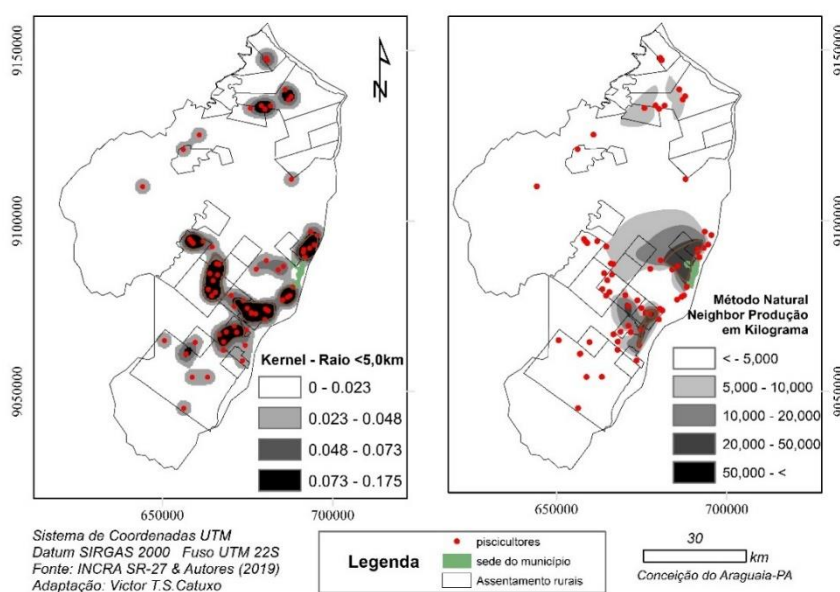 9150000
9100000
9050000
650000
700000
Kernel - Raio <5,0km
0 - 0.023
0.023 - 0.048
0.048 - 0.073
0.073 - 0.175
N
9150000
9100000
9050000
650000
700000
Método Natural
Neighbor Produção
em Kilograma
< - 5,000
5,000 - 10,000
10,000 - 20,000
20,000 - 50,000
50,000 - <
Sistema de Coordenadas UTM
Datum SIRGAS 2000 Fuso UTM 22S
Fonte: INCRA SR-27 & Autores (2019)
Adaptação: Victor T.S.Catuxo
Legenda
piscicultores
sede do município
Assentamento rurais
30
km
Conceição do Araguaia-PA